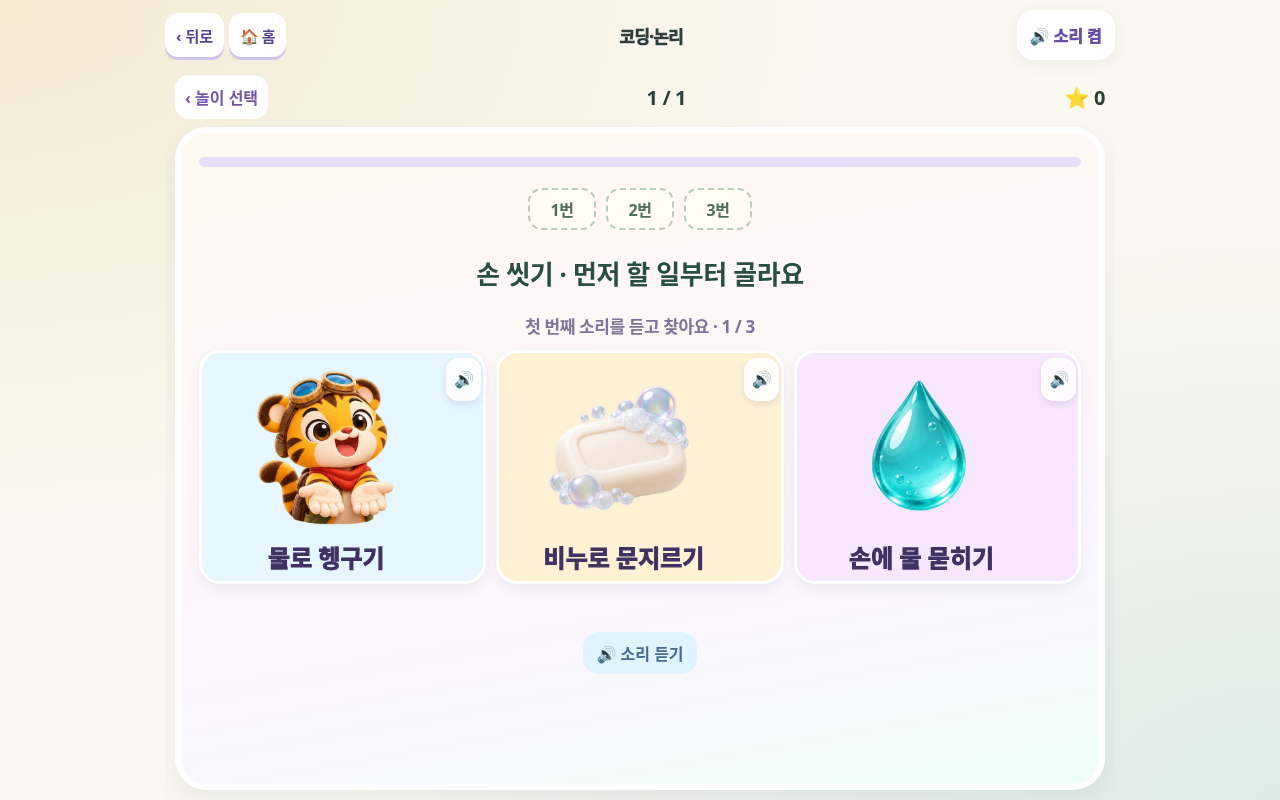 ‹ 뒤로
🏠 홈
코딩·논리
🔊 소리 켬
‹ 놀이 선택
1 / 1
⭐ 0
1번
2번
3번
손 씻기 · 먼저 할 일부터 골라요
첫 번째 소리를 듣고 찾아요 · 1 / 3
물로 헹구기
비누로 문지르기
손에 물 묻히기
🔊 소리 듣기